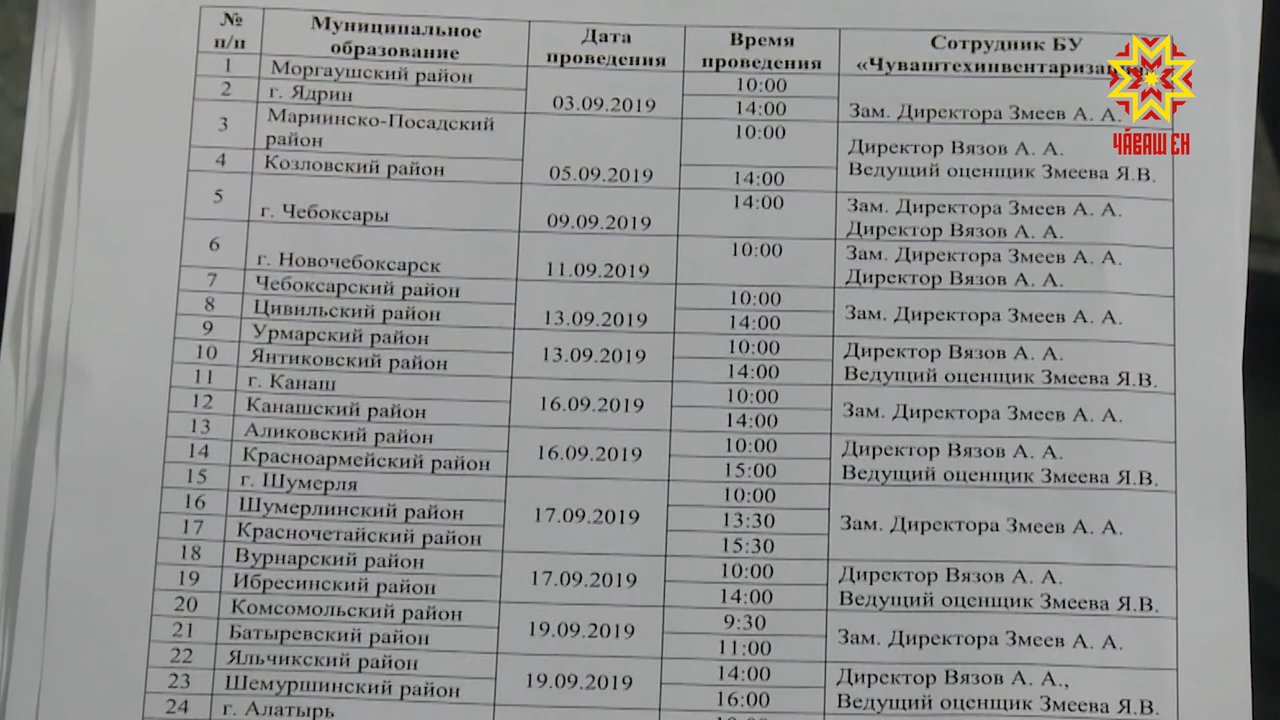 № п/п | Муниципальное образование | Дата проведения | Время проведения | Сотрудник БУ «Чуваштехинвентаризация»
1 | Моргаушский район | 03.09.2019 | 10:00 | Зам. Директора Змеев А. А.
2 | г. Ядрин | 14:00
3 | Мариинско-Посадский район | 05.09.2019 | 10:00 | Директор Вязов А. А. Ведущий оценщик Змеева Я.В.
4 | Козловский район | 14:00
5 | г. Чебоксары | 09.09.2019 | 14:00 | Зам. Директора Змеев А. А. Директор Вязов А. А.
6 | г. Новочебоксарск | 11.09.2019 | 10:00 | Зам. Директора Змеев А. А. Директор Вязов А. А.
7 | Чебоксарский район | 13.09.2019 | 10:00 | Зам. Директора Змеев А. А.
8 | Цивильский район | 14:00
9 | Урмарский район | 13.09.2019 | 10:00 | Директор Вязов А. А. Ведущий оценщик Змеева Я.В.
10 | Янтиковский район | 14:00
11 | г. Канаш | 16.09.2019 | 10:00 | Зам. Директора Змеев А. А.
12 | Канашский район | 14:00
13 | Аликовский район | 16.09.2019 | 10:00 | Директор Вязов А. А. Ведущий оценщик Змеева Я.В.
14 | Красноармейский район | 15:00
15 | г. Шумерля | 17.09.2019 | 10:00 | Зам. Директора Змеев А. А.
16 | Шумерлинский район | 13:30
17 | Красночетайский район | 15:30
18 | Вурнарский район | 17.09.2019 | 10:00 | Директор Вязов А. А. Ведущий оценщик Змеева Я.В.
19 | Ибресинский район | 14:00
20 | Комсомольский район | 19.09.2019 | 9:30 | Зам. Директора Змеев А. А.
21 | Батыревский район | 11:00
22 | Яльчикский район | 19.09.2019 | 14:00 | Директор Вязов А. А., Ведущий оценщик Змеева Я.В.
23 | Шемуршинский район | 16:00
24 | г. Алатырь
ЧӐВАШ ЕН